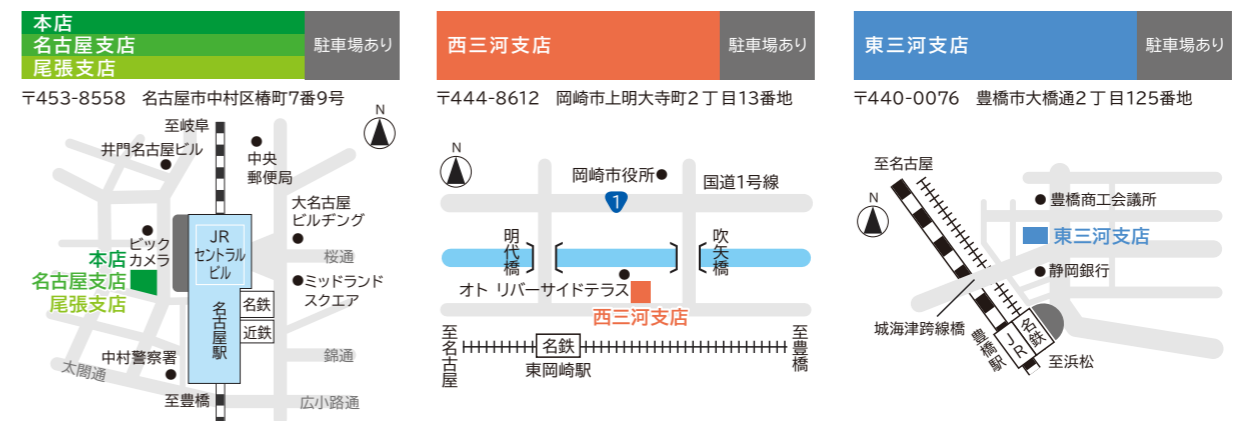 本店
名古屋支店
尾張支店
駐車場あり
〒453-8558 名古屋市中村区椿町7番9号
N
至岐阜
井門名古屋ビル
中央
郵便局
大名古屋
ビルヂング
ビック
カメラ
JR
セントラル
ビル
桜通
本店
名古屋支店
尾張支店
ミッドランド
スクエア
名古屋駅
名鉄
近鉄
中村警察署
太閤通
錦通
至豊橋
広小路通
西三河支店
駐車場あり
〒444-8612 岡崎市上明大寺町2丁目13番地
N
岡崎市役所
国道1号線
1
明代橋
吹矢橋
オト リバーサイドテラス
西三河支店
至名古屋
名鉄
東岡崎駅
至豊橋
東三河支店
駐車場あり
〒440-0076 豊橋市大橋通2丁目125番地
至名古屋
N
豊橋商工会議所
東三河支店
静岡銀行
城海津跨線橋
豊橋駅
JR
名鉄
至浜松